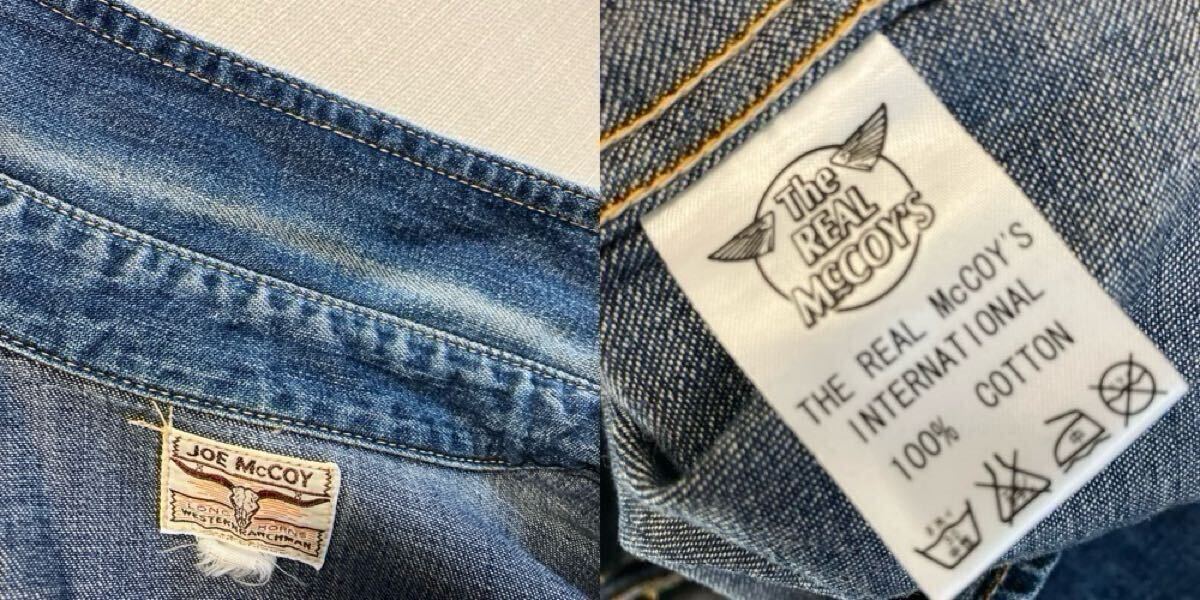 JOE McCOY
LONG HORNS
WESTERN RANCHMAN
The
REAL
McCOY'S
THE REAL McCOY'S
INTERNATIONAL
100% COTTON